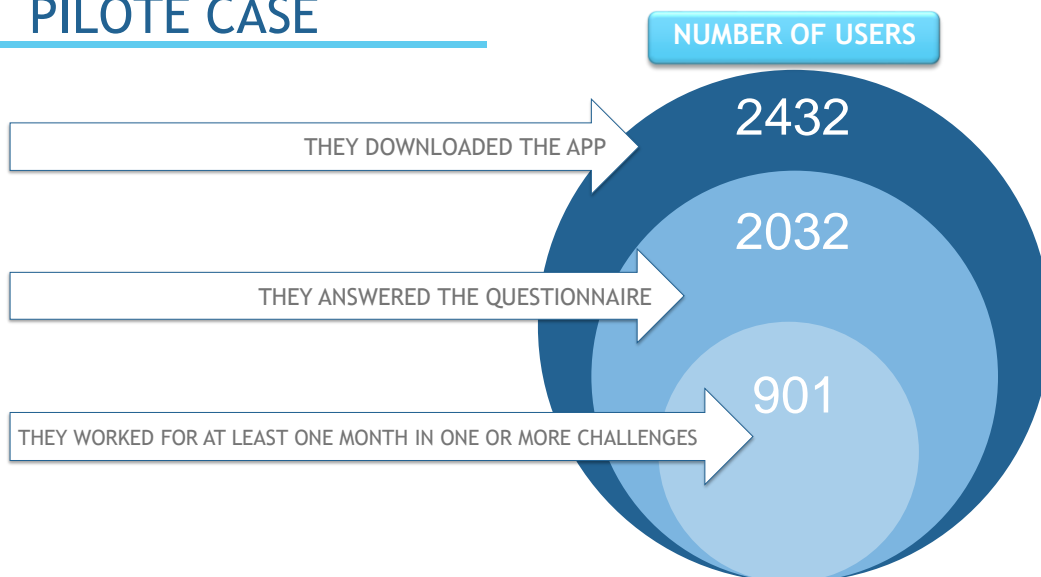 PILOTE CASE
NUMBER OF USERS
THEY DOWNLOADED THE APP
2432
THEY ANSWERED THE QUESTIONNAIRE
2032
THEY WORKED FOR AT LEAST ONE MONTH IN ONE OR MORE CHALLENGES
901